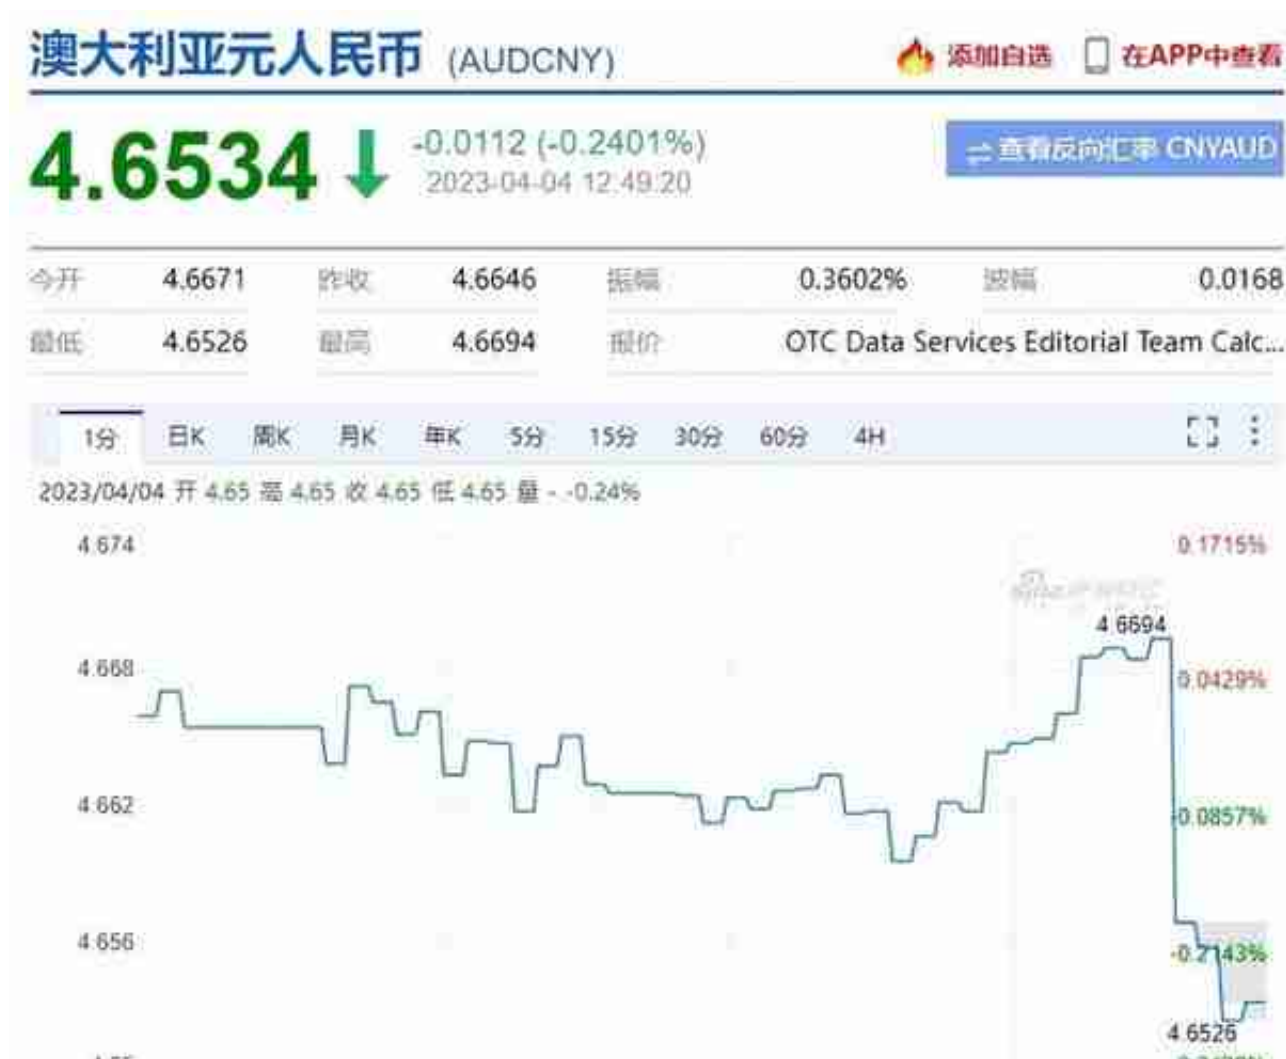 澳大利亚元人民币 (AUDCNY) 添加自选 在APP中查看
4.6534 -0.0112 (-0.2401%) 查看反向汇率 CNYAUD
2023-04-04 12:49:20
今开 4.6671 昨收 4.6646 振幅 0.3602% 波幅 0.0168
最低 4.6526 最高 4.6694 报价 OTC Data Services Editorial Team Calc...
1分 日K 周K 月K 年K 5分 15分 30分 60分 4H
2023/04/04 开 4.65 高 4.65 收 4.65 低 4.65 量 - -0.24%
4.674 0.1715%
4.6694
4.668 0.0429%
4.662 -0.0857%
4.656 -0.2143%
4.6526